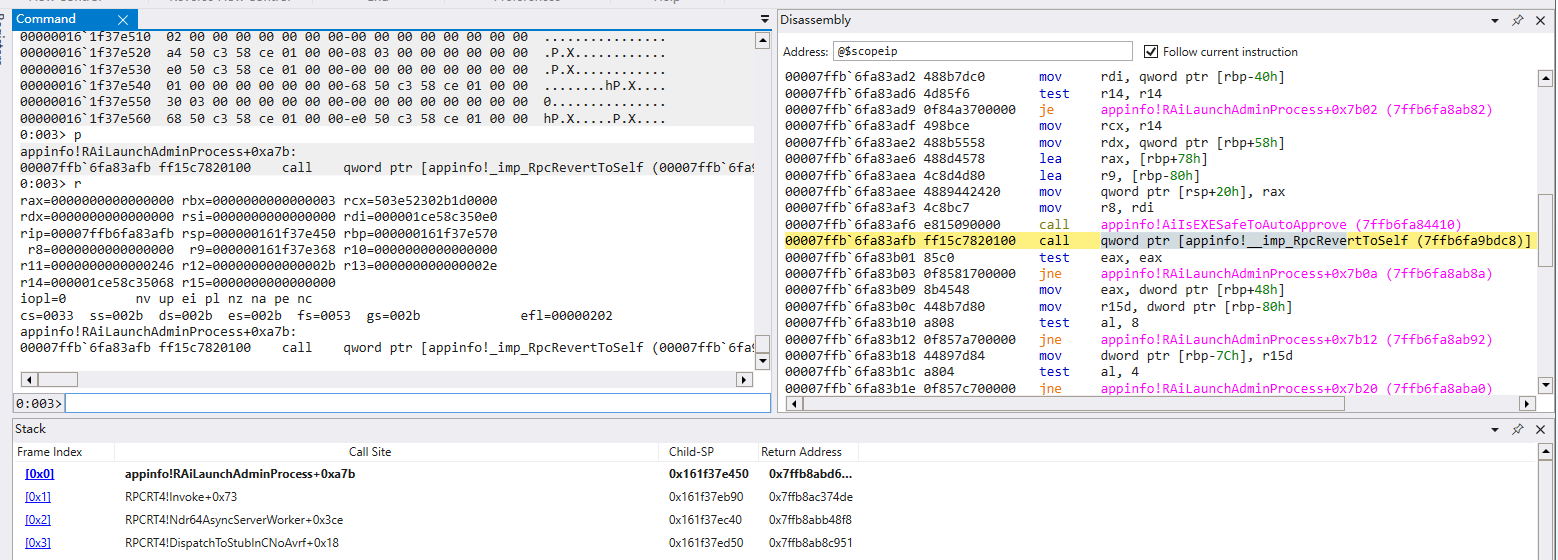 Command
00000016`1f37e510 02 00 00 00 00 00 00 00-00 00 00 00 00 00 00 00 ................
00000016`1f37e520 a4 50 c3 58 ce 01 00 00-08 03 00 00 00 00 00 00 .P.X............
00000016`1f37e530 e0 50 c3 58 ce 01 00 00-00 00 00 00 00 00 00 00 .P.X............
00000016`1f37e540 01 00 00 00 00 00 00 00-68 50 c3 58 ce 01 00 00 ........hP.X....
00000016`1f37e550 30 03 00 00 00 00 00 00-00 00 00 00 00 00 00 00 0...............
00000016`1f37e560 68 50 c3 58 ce 01 00 00-e0 50 c3 58 ce 01 00 00 hP.X.....P.X....
0:003> p
appinfo!RAiLaunchAdminProcess+0xa7b:
00007ffb`6fa83afb ff15c7820100 call qword ptr [appinfo!_imp_RpcRevertToSelf (00007ffb`6fa9
0:003> r
rax=0000000000000000 rbx=0000000000000003 rcx=503e52302b1d0000
rdx=0000000000000000 rsi=0000000000000000 rdi=000001ce58c350e0
rip=00007ffb6fa83afb rsp=000000161f37e450 rbp=000000161f37e570
r8=0000000000000000 r9=000000161f37e368 r10=0000000000000000
r11=0000000000000246 r12=000000000000002b r13=000000000000002e
r14=000001ce58c35068 r15=0000000000000000
iopl=0 nv up ei pl nz na pe nc
cs=0033 ss=002b ds=002b es=002b fs=0053 gs=002b efl=00000202
appinfo!RAiLaunchAdminProcess+0xa7b:
00007ffb`6fa83afb ff15c7820100 call qword ptr [appinfo!_imp_RpcRevertToSelf (00007ffb`6fa9
0:003>
Disassembly
Address: @$scopeip Follow current instruction
00007ffb`6fa83ad2 488b7dc0 mov rdi, qword ptr [rbp-40h]
00007ffb`6fa83ad6 4d85f6 test r14, r14
00007ffb`6fa83ad9 0f84a3700000 je appinfo!RAiLaunchAdminProcess+0x7b02 (7ffb6fa8ab82)
00007ffb`6fa83adf 498bce mov rcx, r14
00007ffb`6fa83ae2 488b5558 mov rdx, qword ptr [rbp+58h]
00007ffb`6fa83ae6 488d4578 lea rax, [rbp+78h]
00007ffb`6fa83aea 4c8d4d80 lea r9, [rbp-80h]
00007ffb`6fa83aee 4889442420 mov qword ptr [rsp+20h], rax
00007ffb`6fa83af3 4c8bc7 mov r8, rdi
00007ffb`6fa83af6 e815090000 call appinfo!AiIsEXESafeToAutoApprove (7ffb6fa84410)
00007ffb`6fa83afb ff15c7820100 call qword ptr [appinfo!__imp_RpcRevertToSelf (7ffb6fa9bdc8)]
00007ffb`6fa83b01 85c0 test eax, eax
00007ffb`6fa83b03 0f8581700000 jne appinfo!RAiLaunchAdminProcess+0x7b0a (7ffb6fa8ab8a)
00007ffb`6fa83b09 8b4548 mov eax, dword ptr [rbp+48h]
00007ffb`6fa83b0c 448b7d80 mov r15d, dword ptr [rbp-80h]
00007ffb`6fa83b10 a808 test al, 8
00007ffb`6fa83b12 0f857a700000 jne appinfo!RAiLaunchAdminProcess+0x7b12 (7ffb6fa8ab92)
00007ffb`6fa83b18 44897d84 mov dword ptr [rbp-7Ch], r15d
00007ffb`6fa83b1c a804 test al, 4
00007ffb`6fa83b1e 0f857c700000 jne appinfo!RAiLaunchAdminProcess+0x7b20 (7ffb6fa8aba0)
Stack
Frame Index Call Site Child-SP Return Address
[0x0] appinfo!RAiLaunchAdminProcess+0xa7b 0x161f37e450 0x7ffb8abd6...
[0x1] RPCRT4!Invoke+0x73 0x161f37eb90 0x7ffb8ac374de
[0x2] RPCRT4!Ndr64AsyncServerWorker+0x3ce 0x161f37ec40 0x7ffb8abb48f8
[0x3] RPCRT4!DispatchToStubInCNoAvrf+0x18 0x161f37ed50 0x7ffb8ab8c951